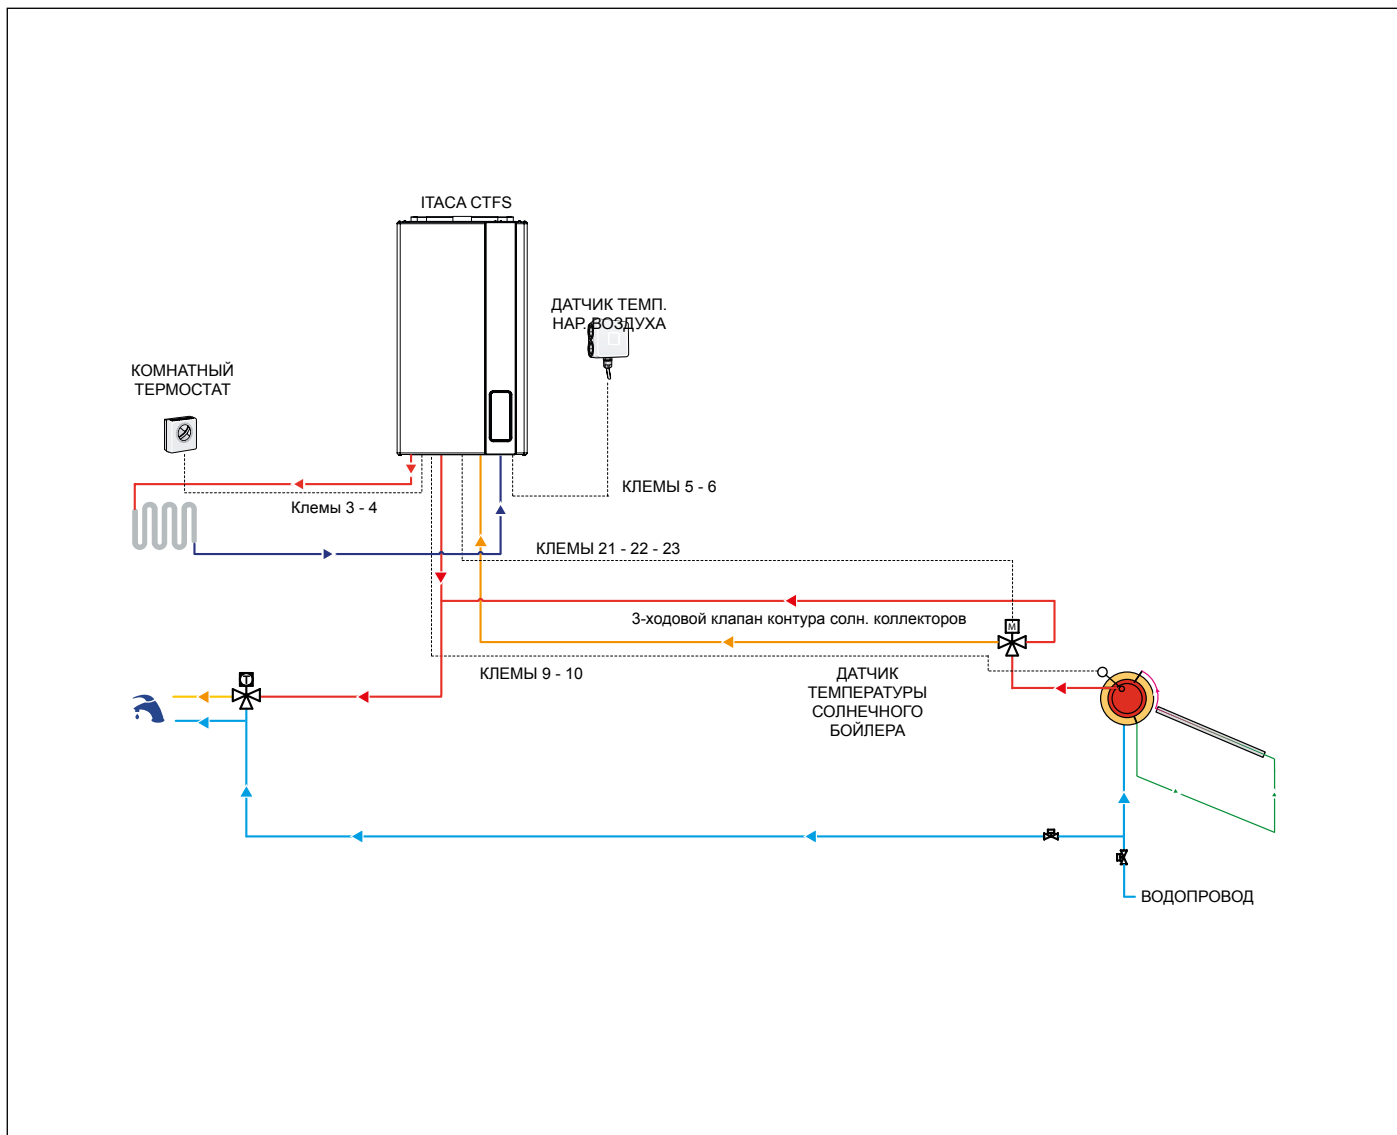 ITACA CTFS
ДАТЧИК ТЕМП.
НАР. ВОЗДУХА
КОМНАТНЫЙ
ТЕРМОСТАТ
КЛЕМЫ 5 - 6
Клемы 3 - 4
КЛЕМЫ 21 - 22 - 23
3-ходовой клапан контура солн. коллекторов
M
КЛЕМЫ 9 - 10
ДАТЧИК
ТЕМПЕРАТУРЫ
СОЛНЕЧНОГО
БОЙЛЕРА
T
ВОДОПРОВОД